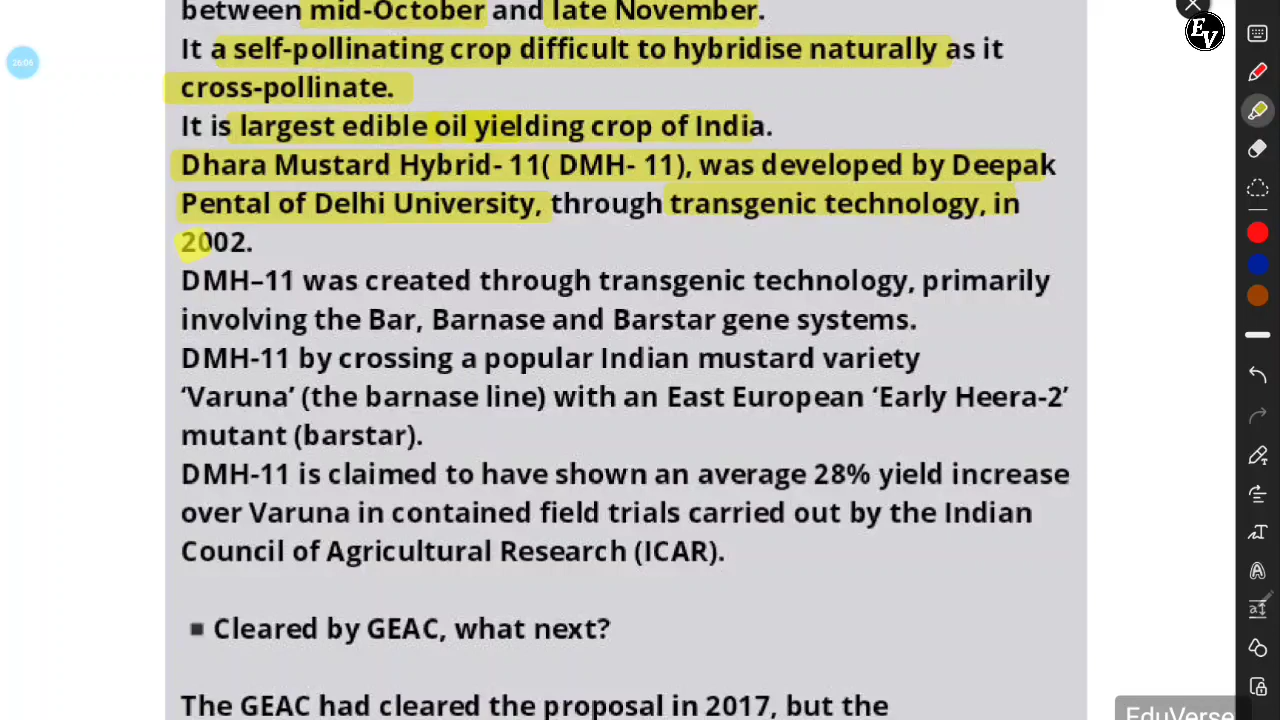 between mid-October and late November.
It a self-pollinating crop difficult to hybridise naturally as it
cross-pollinate.
It is largest edible oil yielding crop of India.
Dhara Mustard Hybrid- 11( DMH- 11), was developed by Deepak
Pental of Delhi University, through transgenic technology, in
2002.
DMH–11 was created through transgenic technology, primarily
involving the Bar, Barnase and Barstar gene systems.
DMH-11 by crossing a popular Indian mustard variety
‘Varuna’ (the barnase line) with an East European ‘Early Heera-2’
mutant (barstar).
DMH-11 is claimed to have shown an average 28% yield increase
over Varuna in contained field trials carried out by the Indian
Council of Agricultural Research (ICAR).
▪Cleared by GEAC, what next?
The GEAC had cleared the proposal in 2017, but the
26:06
EV
EduVerse